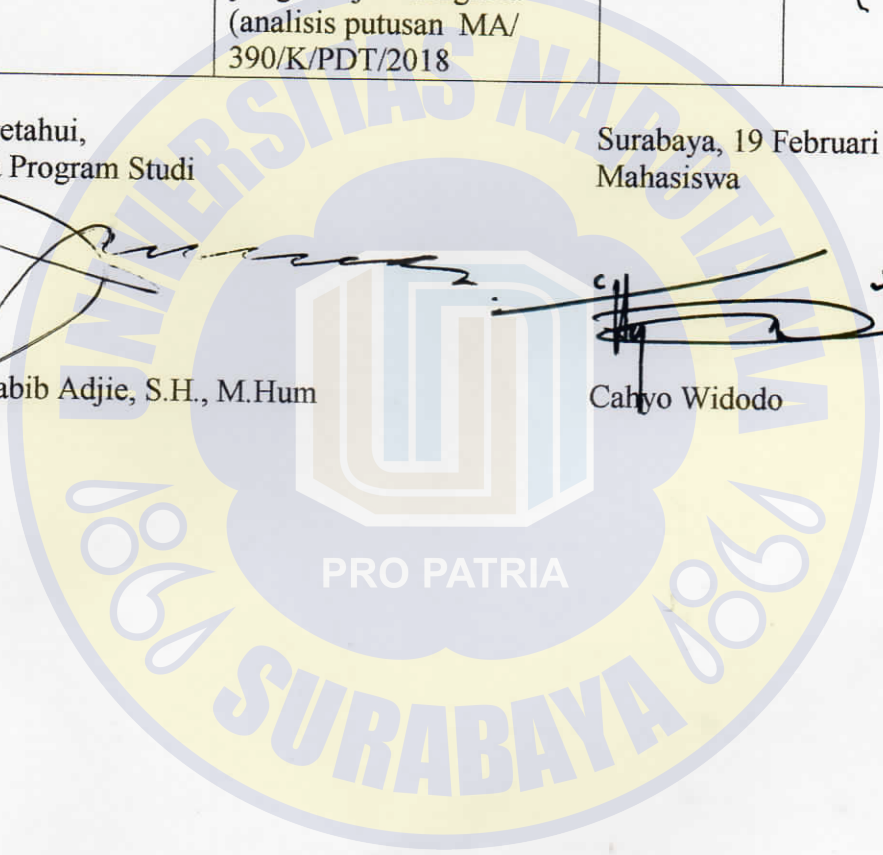 (analisis putusan MA/
390/K/PDT/2018
etahui,
Program Studi
abib Adjie, S.H., M.Hum
Surabaya, 19 Februari
Mahasiswa
Cahyo Widodo
UNIVERSITAS NAROTAMA
PRO PATRIA
SURABAYA